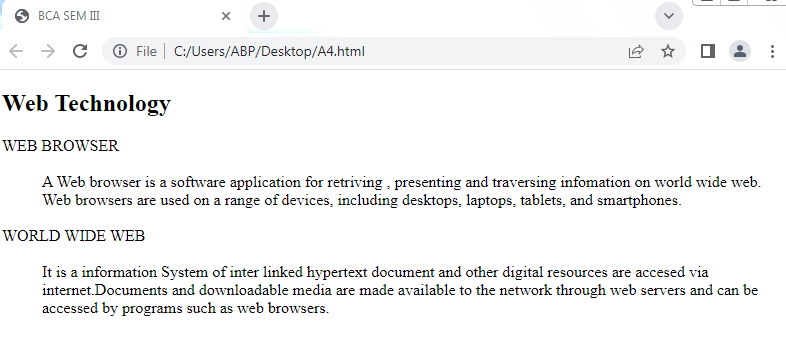 BCA SEM III
File
C:/Users/ABP/Desktop/A4.html
Web Technology
WEB BROWSER
A Web browser is a software application for retriving , presenting and traversing infomation on world wide web.
Web browsers are used on a range of devices, including desktops, laptops, tablets, and smartphones.
WORLD WIDE WEB
It is a information System of inter linked hypertext document and other digital resources are accesed via
internet.Documents and downloadable media are made available to the network through web servers and can be
accessed by programs such as web browsers.